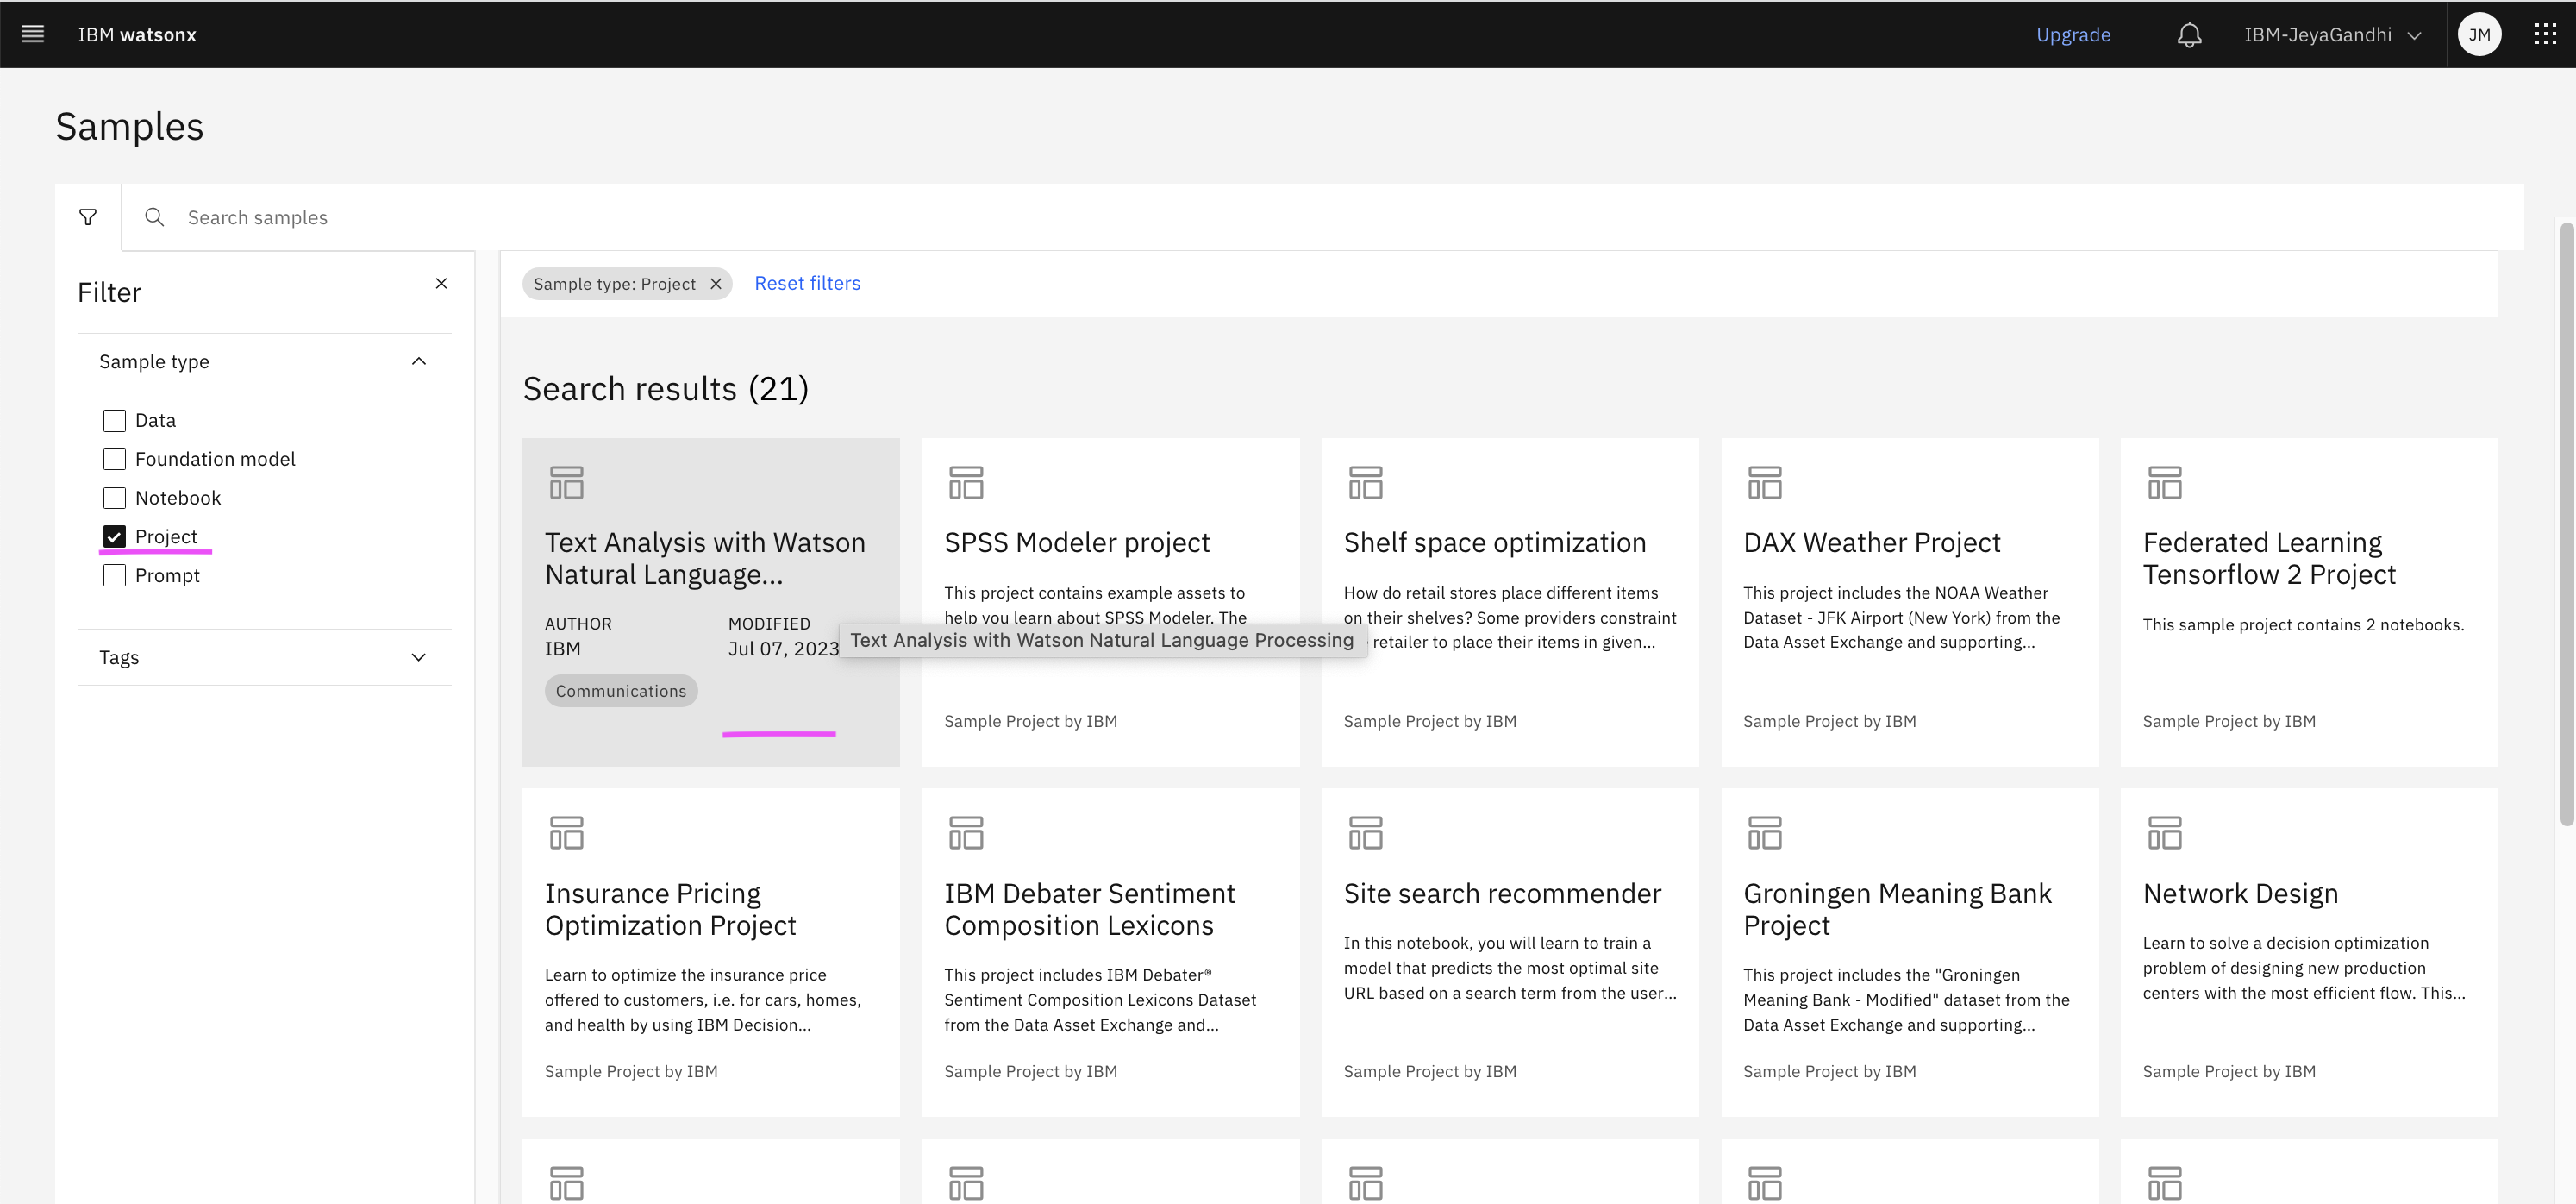 IBM watsonx
Upgrade
IBM-JeyaGandhi
JM
Samples
Search samples
Filter
Sample type: Project
Reset filters
Sample type
Data
Foundation model
Notebook
Project
Prompt
Tags
Search results (21)
Text Analysis with Watson
Natural Language...
AUTHOR
IBM
MODIFIED
Jul 07, 2023
Communications
Text Analysis with Watson Natural Language Processing
SPSS Modeler project
This project contains example assets to
help you learn about SPSS Modeler. The
Sample Project by IBM
Shelf space optimization
How do retail stores place different items
on their shelves? Some providers constraint
retailer to place their items in given...
Sample Project by IBM
DAX Weather Project
This project includes the NOAA Weather
Dataset - JFK Airport (New York) from the
Data Asset Exchange and supporting...
Sample Project by IBM
Federated Learning
Tensorflow 2 Project
This sample project contains 2 notebooks.
Sample Project by IBM
Insurance Pricing
Optimization Project
Learn to optimize the insurance price
offered to customers, i.e. for cars, homes,
and health by using IBM Decision...
Sample Project by IBM
IBM Debater Sentiment
Composition Lexicons
This project includes IBM Debater®
Sentiment Composition Lexicons Dataset
from the Data Asset Exchange and...
Sample Project by IBM
Site search recommender
In this notebook, you will learn to train a
model that predicts the most optimal site
URL based on a search term from the user...
Sample Project by IBM
Groningen Meaning Bank
Project
This project includes the "Groningen
Meaning Bank - Modified" dataset from the
Data Asset Exchange and supporting...
Sample Project by IBM
Network Design
Learn to solve a decision optimization
problem of designing new production
centers with the most efficient flow. This...
Sample Project by IBM